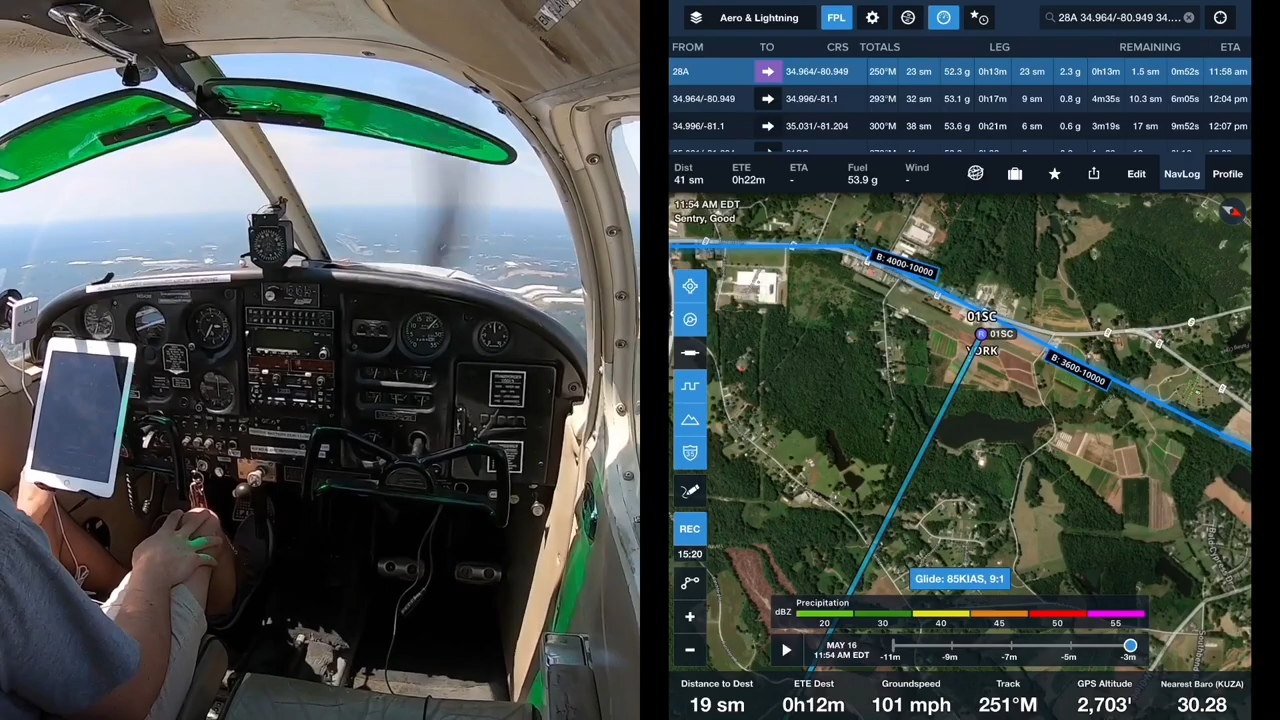 Aero & Lightning
FPL
28A 34.964/-80.949 34....
FROM TO CRS TOTALS LEG REMAINING ETA
28A 34.964/-80.949 250°M 23 sm 52.3 g 0h13m 23 sm 2.3 g 0h13m 1.5 sm 0m52s 11:58 am
34.964/-80.949 34.996/-81.1 293°M 32 sm 53.1 g 0h17m 9 sm 0.8 g 4m35s 10.3 sm 6m05s 12:04 pm
34.996/-81.1 35.031/-81.204 300°M 38 sm 53.6 g 0h21m 6 sm 0.6 g 3m19s 17 sm 9m52s 12:07 pm
Dist ETE ETA Fuel Wind
41 sm 0h22m - 53.9 g -
Edit NavLog Profile
11:54 AM EDT
Sentry, Good
B: 4000-10000
01SC
01SC
YORK
B: 3600-10000
REC
15:20
Glide: 85KIAS, 9:1
Precipitation
dBZ
20 30 40 45 50 55
MAY 16
11:54 AM EDT
-11m -9m -7m -5m -3m
Distance to Dest ETE Dest Groundspeed Track GPS Altitude Nearest Baro (KUZA)
19 sm 0h12m 101 mph 251°M 2,703' 30.28